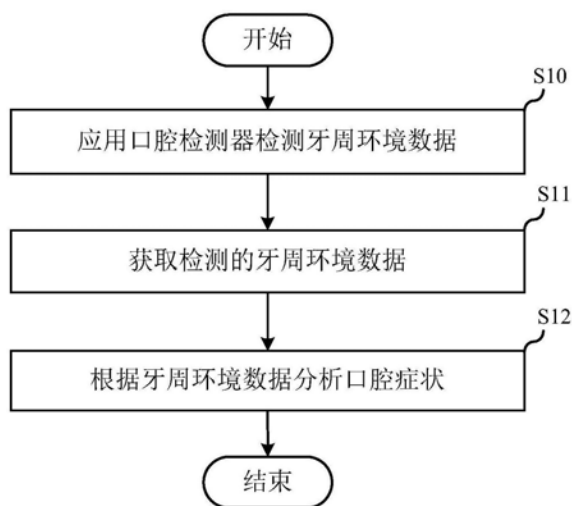 开始
S10
应用口腔检测器检测牙周环境数据
S11
获取检测的牙周环境数据
S12
根据牙周环境数据分析口腔症状
结束